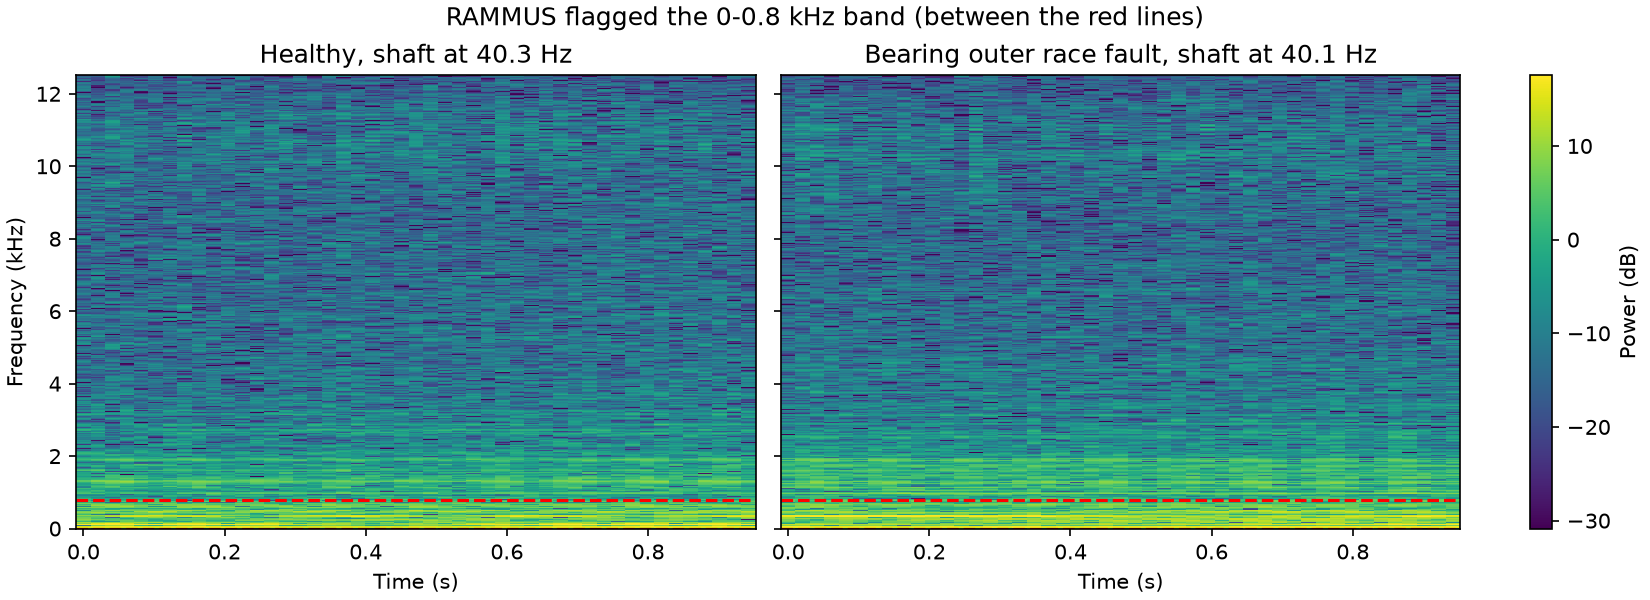 RAMMUS flagged the 0-0.8 kHz band (between the red lines)
Healthy, shaft at 40.3 Hz
Bearing outer race fault, shaft at 40.1 Hz
12
10
8
6
4
2
0
Frequency (kHz)
0.0 0.2 0.4 0.6 0.8
Time (s)
0.0 0.2 0.4 0.6 0.8
Time (s)
10
0
−10
−20
−30
Power (dB)